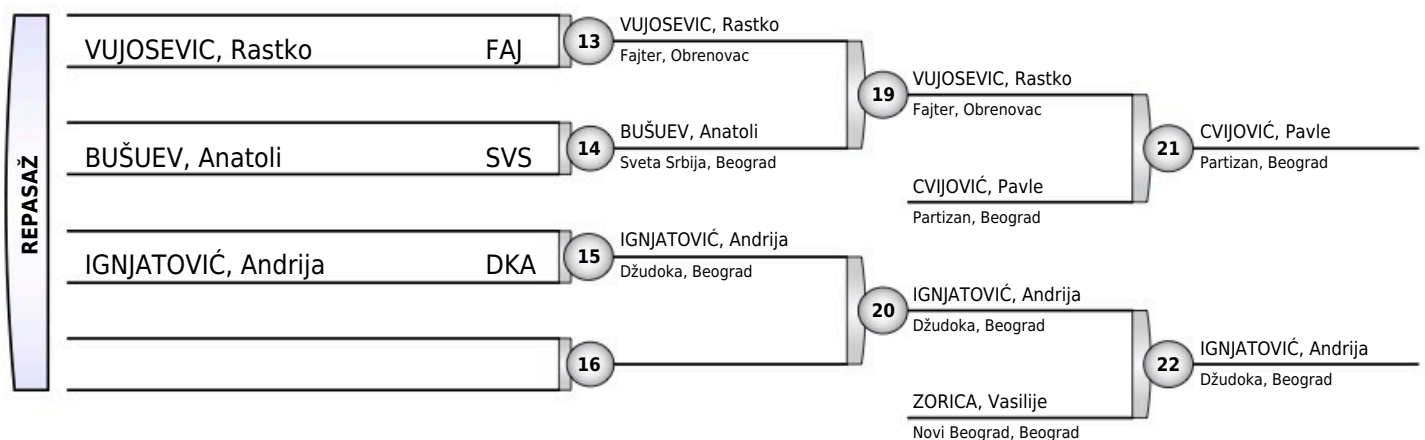 REPASAŽ
VUJOSEVIC, Rastko FAJ
13
VUJOSEVIC, Rastko
Fajter, Obrenovac
BUŠUEV, Anatoli SVS
14
BUŠUEV, Anatoli
Sveta Srbija, Beograd
19
VUJOSEVIC, Rastko
Fajter, Obrenovac
CVIJOVIĆ, Pavle
Partizan, Beograd
21
CVIJOVIĆ, Pavle
Partizan, Beograd
IGNJATOVIĆ, Andrija DKA
15
IGNJATOVIĆ, Andrija
Džudoka, Beograd
16
20
IGNJATOVIĆ, Andrija
Džudoka, Beograd
ZORICA, Vasilije
Novi Beograd, Beograd
22
IGNJATOVIĆ, Andrija
Džudoka, Beograd